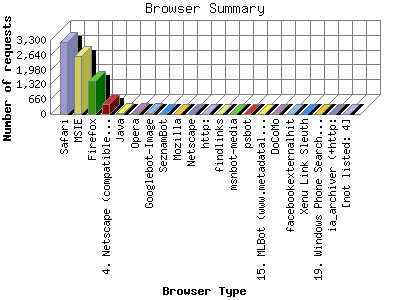 Browser Summary
Number of requests
3,300
2,640
1,980
1,320
660
0
Safari
MSIE
Firefox
4. Netscape (compatible...
Java
Opera
Googlebot-Image
SeznamBot
Mozilla
Netscape
http:
findlinks
msnbot-media
psbot
15. MLBot (www.metadatal...
DoCoMo
facebookexternalhit
Xenu Link Sleuth
19. Windows Phone Search...
ia_archiver (+http:
[not listed: 4]
Browser Type